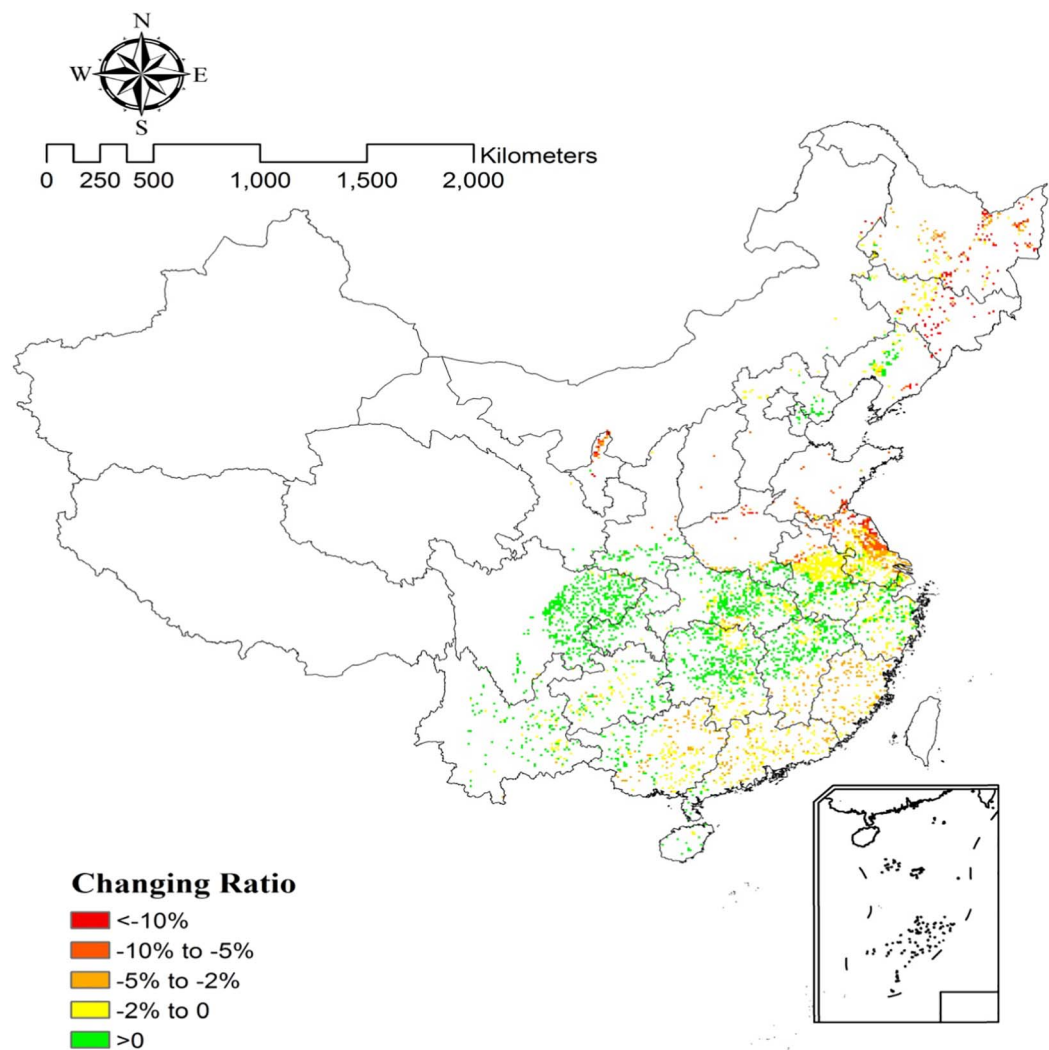 N
W E
S
Kilometers
0 250 500 1,000 1,500 2,000
Changing Ratio
<-10%
-10% to -5%
-5% to -2%
-2% to 0
>0